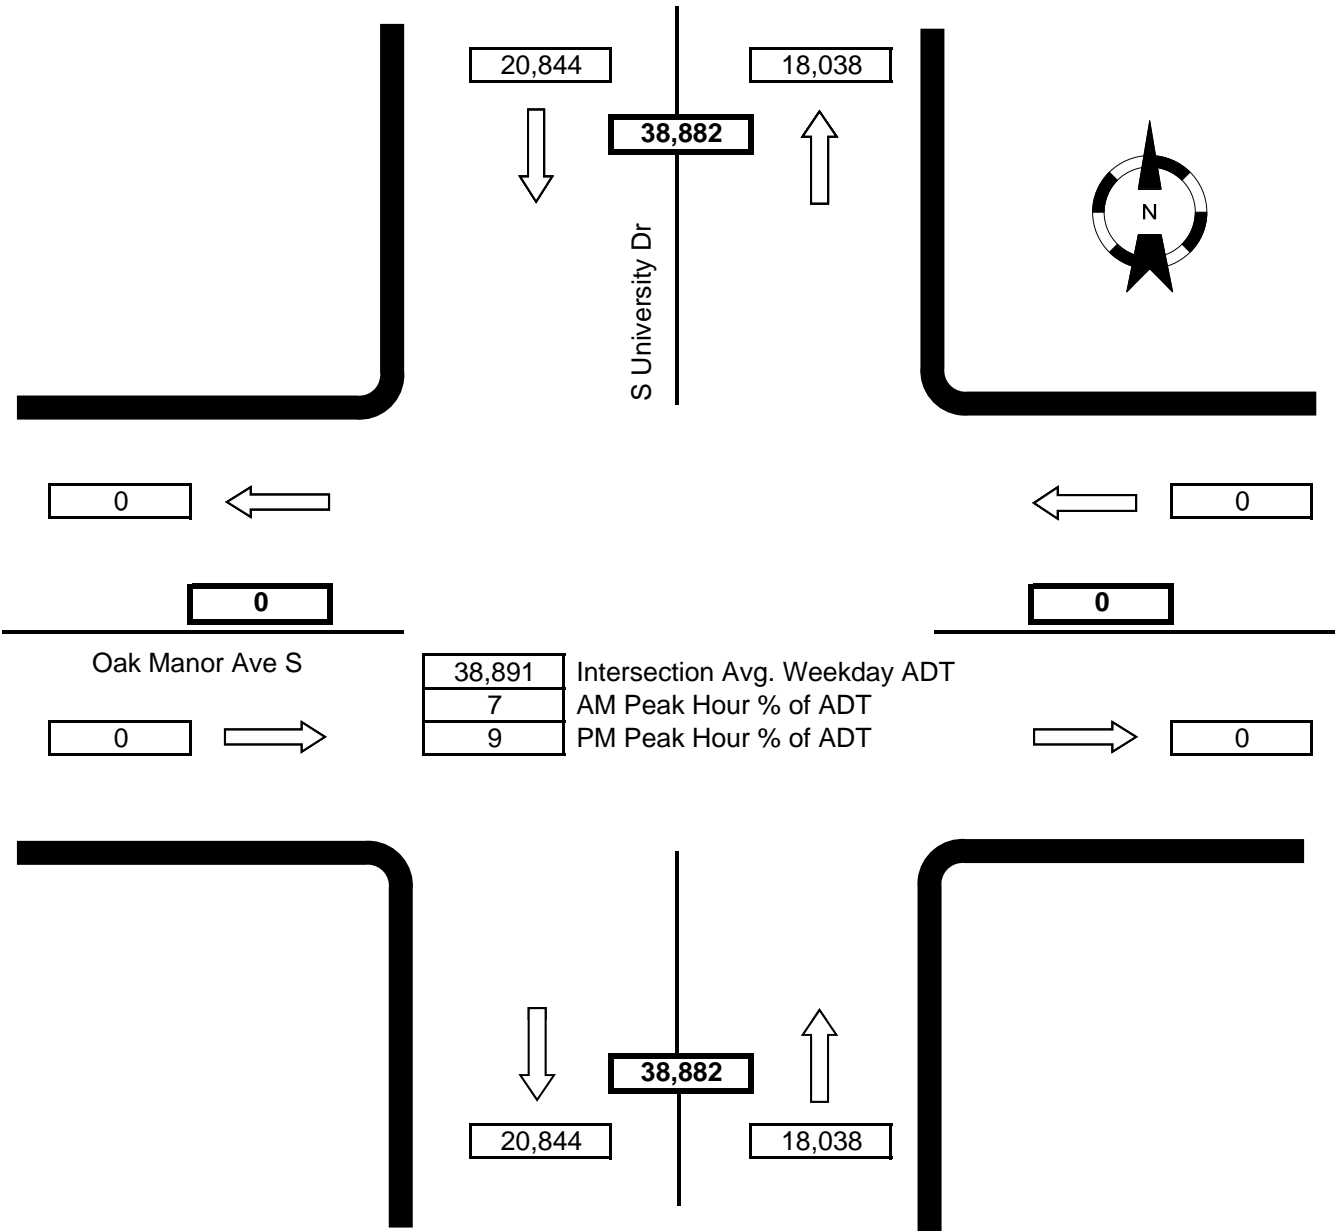 20,844
18,038
38,882
N
S University Dr
0
0
0
0
Oak Manor Ave S
38,891 Intersection Avg. Weekday ADT
7 AM Peak Hour % of ADT
9 PM Peak Hour % of ADT
0
0
38,882
20,844
18,038